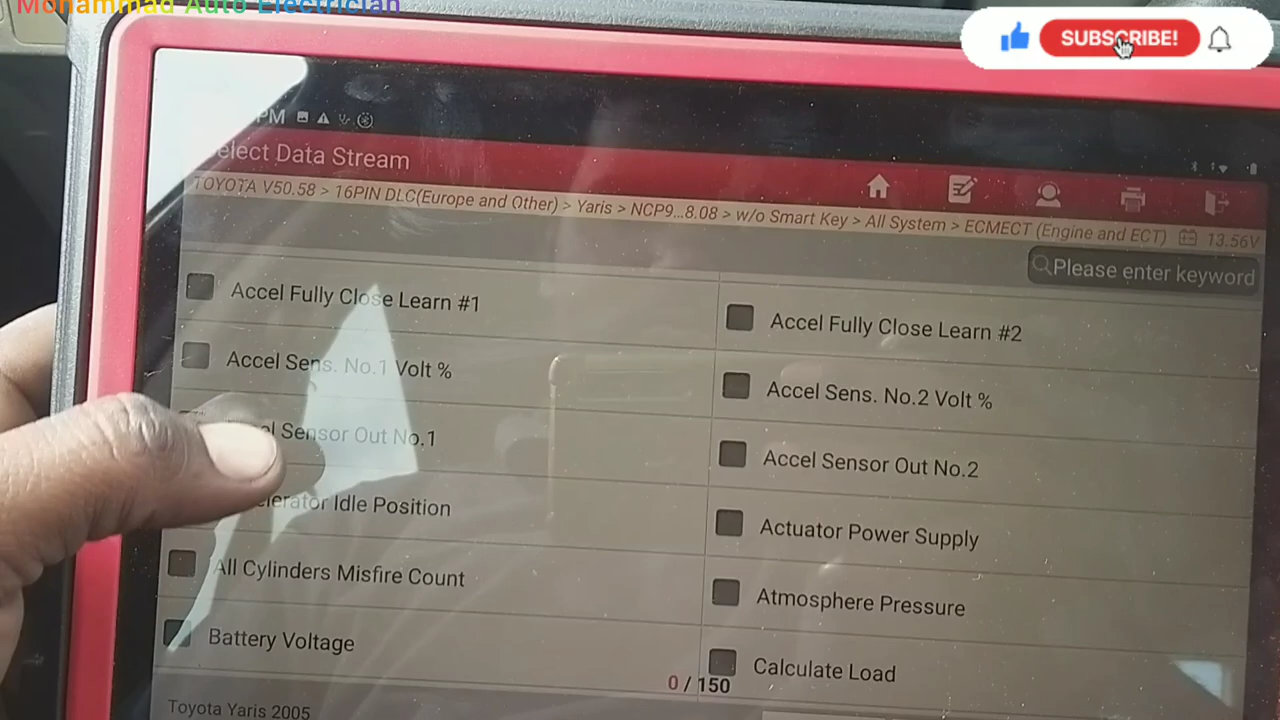 Mohammad Auto Electrician
SUBSCRIBE!
PM
Select Data Stream
TOYOTA V50.58 > 16PIN DLC(Europe and Other) > Yaris > NCP9...8.08 > w/o Smart Key > All System > ECMECT (Engine and ECT) 13.56V
Please enter keyword
Accel Fully Close Learn #1
Accel Fully Close Learn #2
Accel Sens. No.1 Volt %
Accel Sens. No.2 Volt %
Sensor Out No.1
Accel Sensor Out No.2
Idle Position
Actuator Power Supply
All Cylinders Misfire Count
Atmosphere Pressure
Battery Voltage
Calculate Load
0 / 150
Toyota Yaris 2005